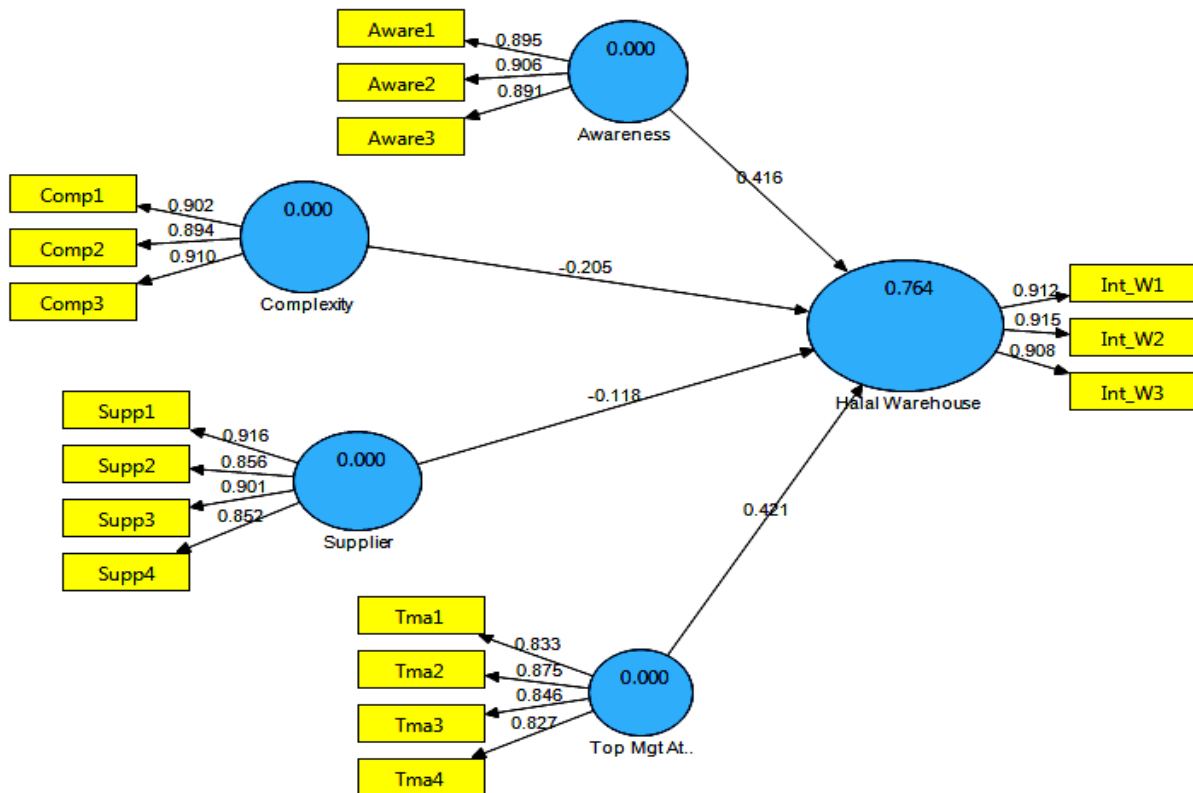 Aware1
0.895
Aware2
0.906
Aware3
0.891
0.000
Awareness
0.416
Comp1
0.902
Comp2
0.894
Comp3
0.910
0.000
Complexity
-0.205
0.764
Halal Warehouse
0.912
Int_W1
0.915
Int_W2
0.908
Int_W3
Supp1
0.916
Supp2
0.856
Supp3
0.901
Supp4
0.852
0.000
Supplier
-0.118
0.421
Tma1
0.833
Tma2
0.875
Tma3
0.846
Tma4
0.827
0.000
Top Mgt At..